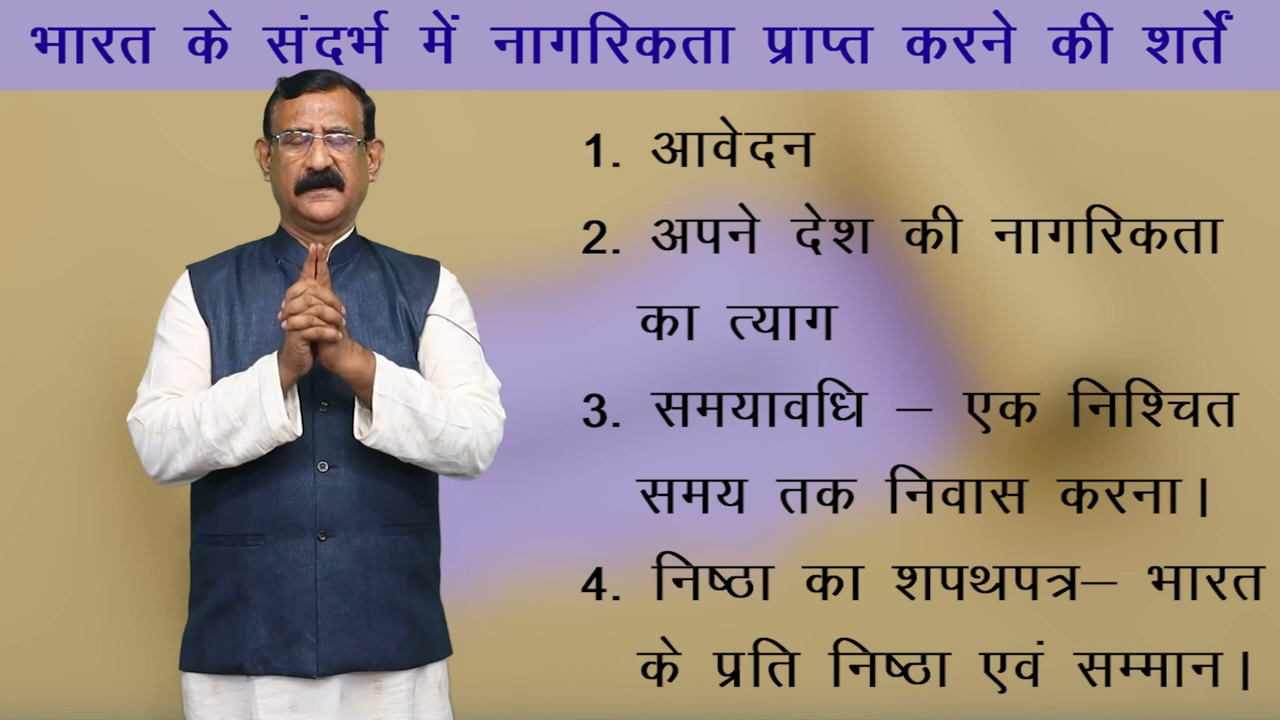 भारत के संदर्भ में नागरिकता प्राप्त करने की शर्तें
1. आवेदन
2. अपने देश की नागरिकता
का त्याग
3. समयावधि – एक निश्चित
समय तक निवास करना।
4. निष्ठा का शपथपत्र– भारत
के प्रति निष्ठा एवं सम्मान।